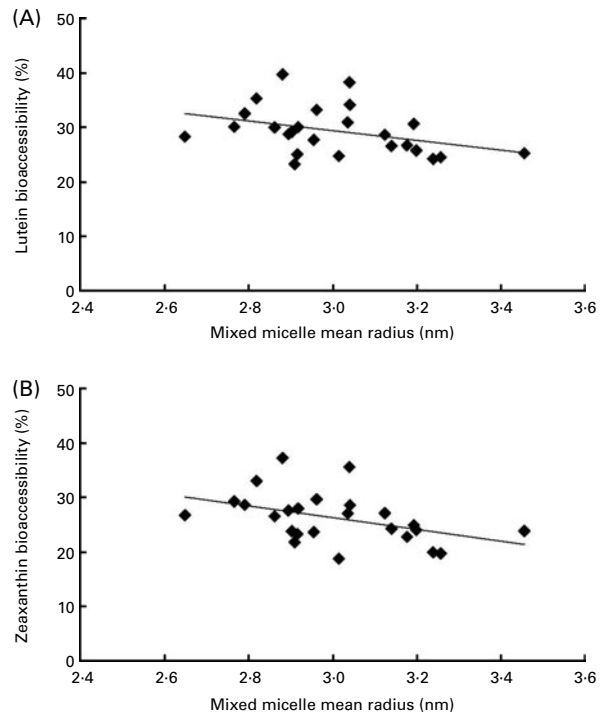 (A)
50
40
30
20
10
0
Lutein bioaccessibility (%)
2·4 2·6 2·8 3·0 3·2 3·4 3·6
Mixed micelle mean radius (nm)
(B)
50
40
30
20
10
0
Zeaxanthin bioaccessibility (%)
2·4 2·6 2·8 3·0 3·2 3·4 3·6
Mixed micelle mean radius (nm)